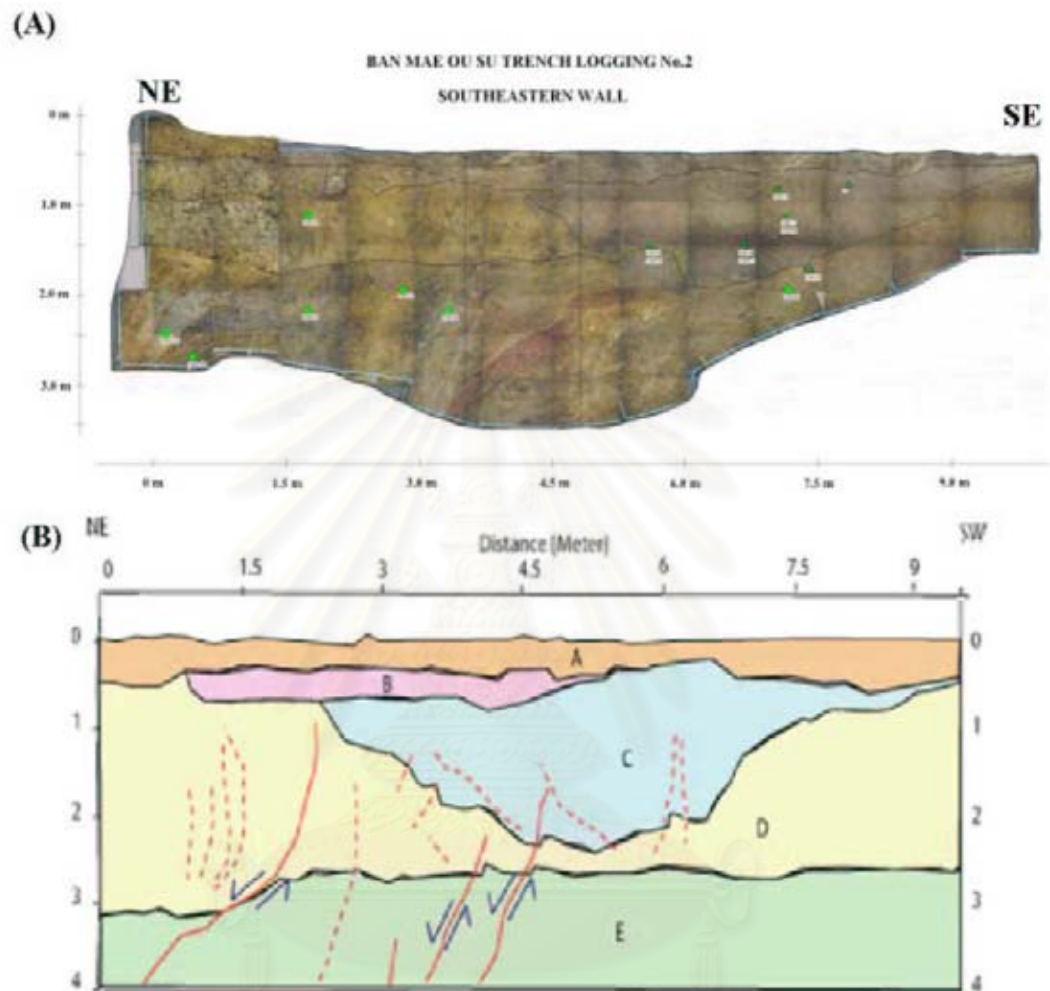 (A)
BAN MAE OU SU TRENCH LOGGING No.2
SOUTHEASTERN WALL
NE
SE
0 m
1.0 m
2.0 m
3.0 m
0 m 1.5 m 3.0 m 4.5 m 6.0 m 7.5 m 9.0 m
(B)
NE
SW
Distance (Meter)
0 1.5 3 4.5 6 7.5 9
0 0
A
B
1 1
C
2 2
D
3 3
E
4 4